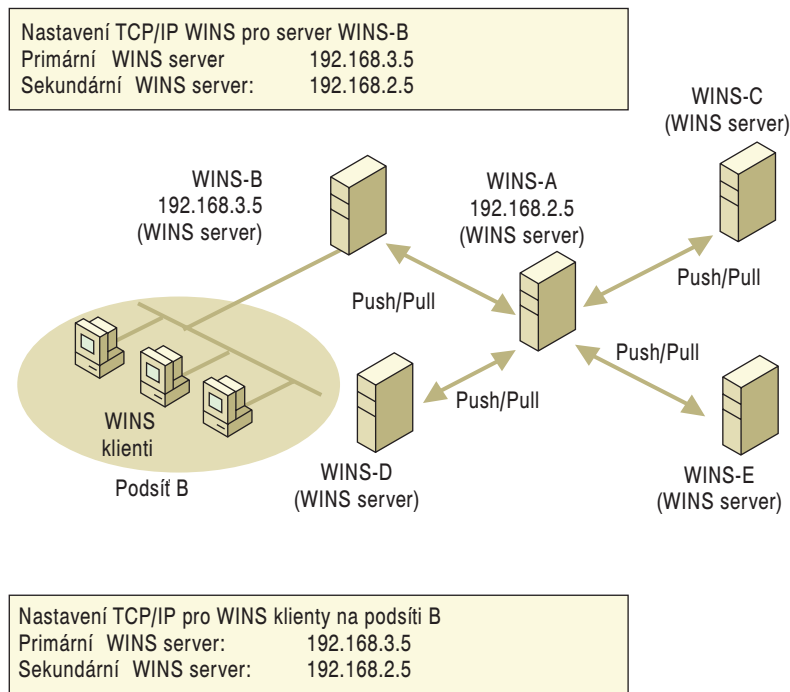 Nastavení TCP/IP WINS pro server WINS-B
Primární WINS server 192.168.3.5
Sekundární WINS server: 192.168.2.5
WINS-C
(WINS server)
WINS-B
192.168.3.5
(WINS server)
WINS-A
192.168.2.5
(WINS server)
Push/Pull
Push/Pull
Push/Pull
Push/Pull
WINS
klienti
Podsíť B
WINS-D
(WINS server)
WINS-E
(WINS server)
Nastavení TCP/IP pro WINS klienty na podsíti B
Primární WINS server: 192.168.3.5
Sekundární WINS server: 192.168.2.5